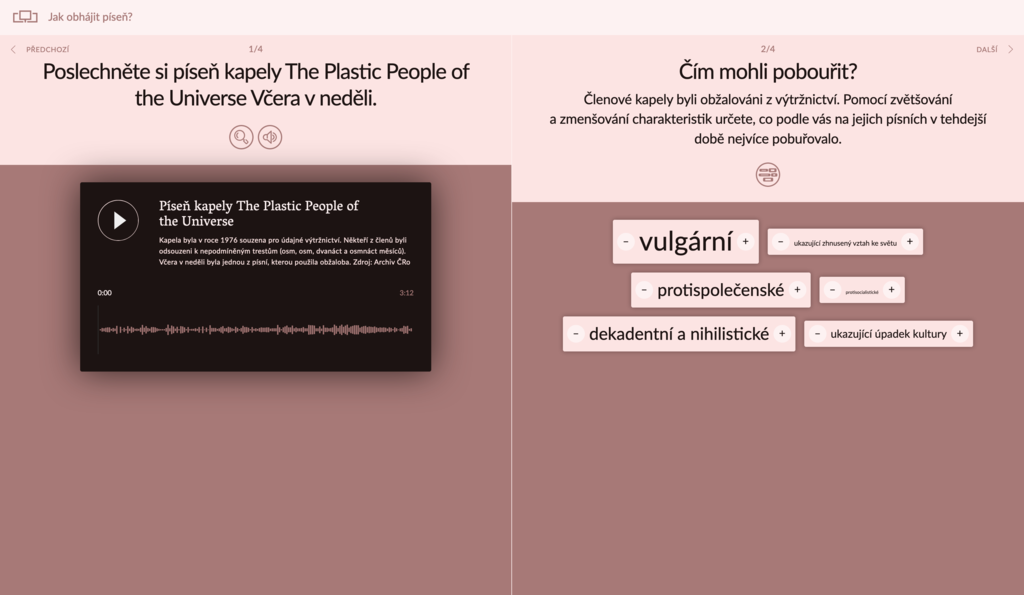 Jak obhájit píseň?
PŘEDCHOZÍ
1/4
Poslechněte si píseň kapely The Plastic People of
the Universe Včera v neděli.
Píseň kapely The Plastic People of
the Universe
Kapela byla v roce 1976 souzena pro údajné výtržnictví. Někteří z členů byli
odsouzeni k nepodmíněným trestům (osm, osm, dvanáct a osmnáct měsíců).
Včera v neděli byla jednou z písní, kterou použila obžaloba. Zdroj: Archiv ČRo
0:00
3:12
2/4
DALŠÍ
Čím mohli pobouřit?
Členové kapely byli obžalováni z výtržnictví. Pomocí zvětšování
a zmenšování charakteristik určete, co podle vás na jejich písních v tehdejší
době nejvíce pobuřovalo.
− vulgární +
− ukazující zhnusený vztah ke světu +
− protispolečenské +
− protisocialistické +
− dekadentní a nihilistické +
− ukazující úpadek kultury +